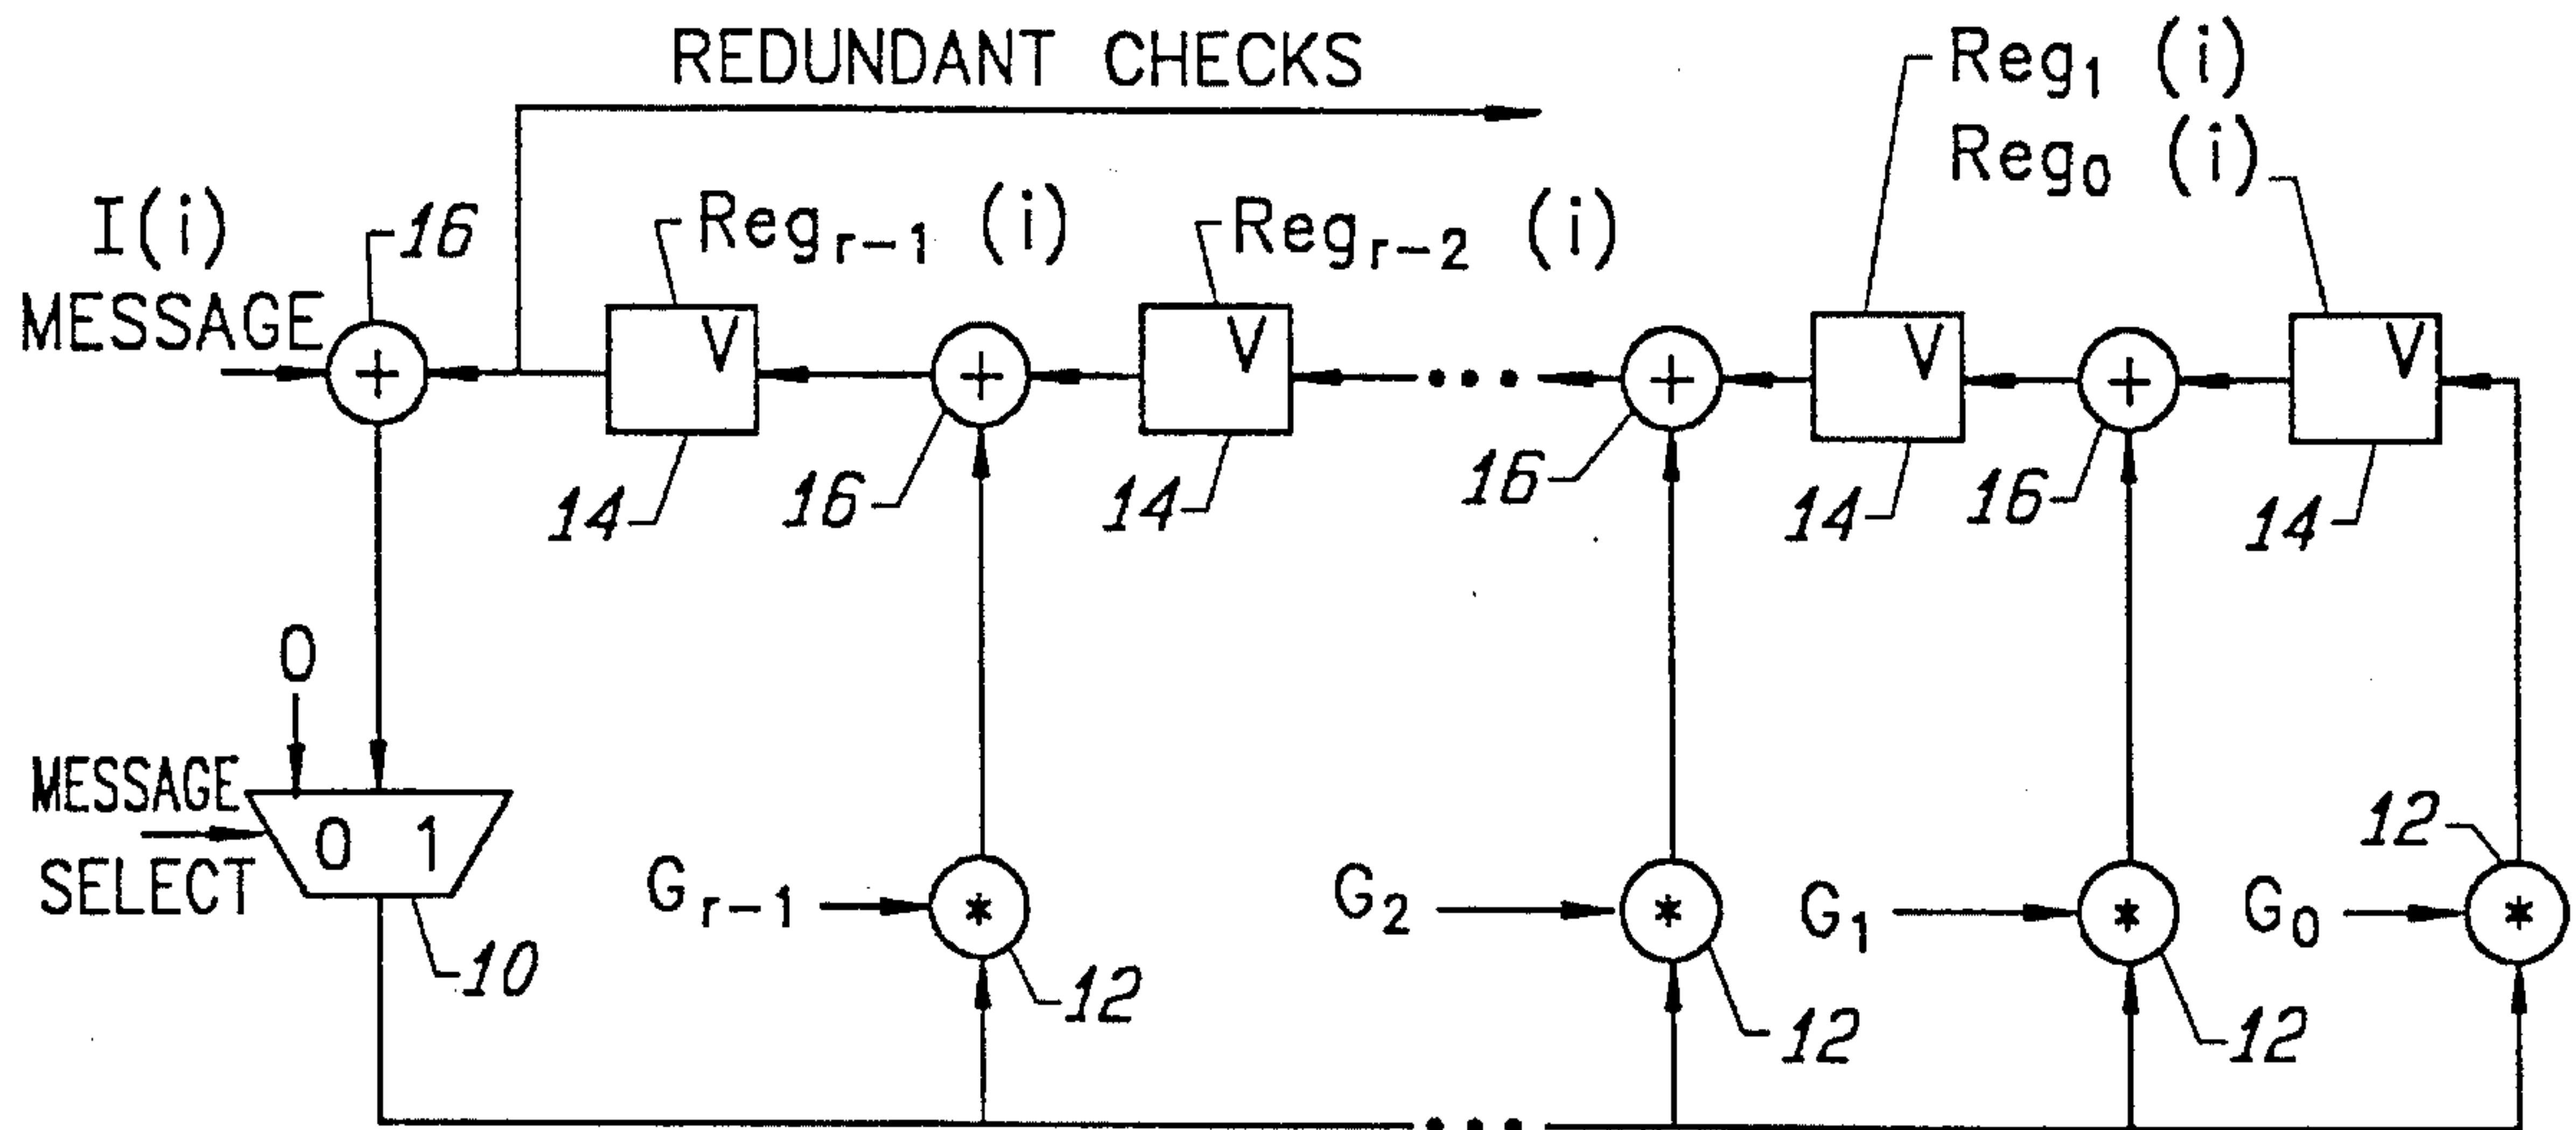 REDUNDANT CHECKS
Reg₁ (i)
Reg₀ (i)
I(i)
MESSAGE
16
Regᵣ₋₁ (i)
Regᵣ₋₂ (i)
+
V
+
V
• • •
+
V
+
V
14
16
14
16
14
16
14
0
MESSAGE
SELECT
0 1
10
Gᵣ₋₁
*
12
G₂
*
12
G₁
*
12
G₀
*
12
• • •